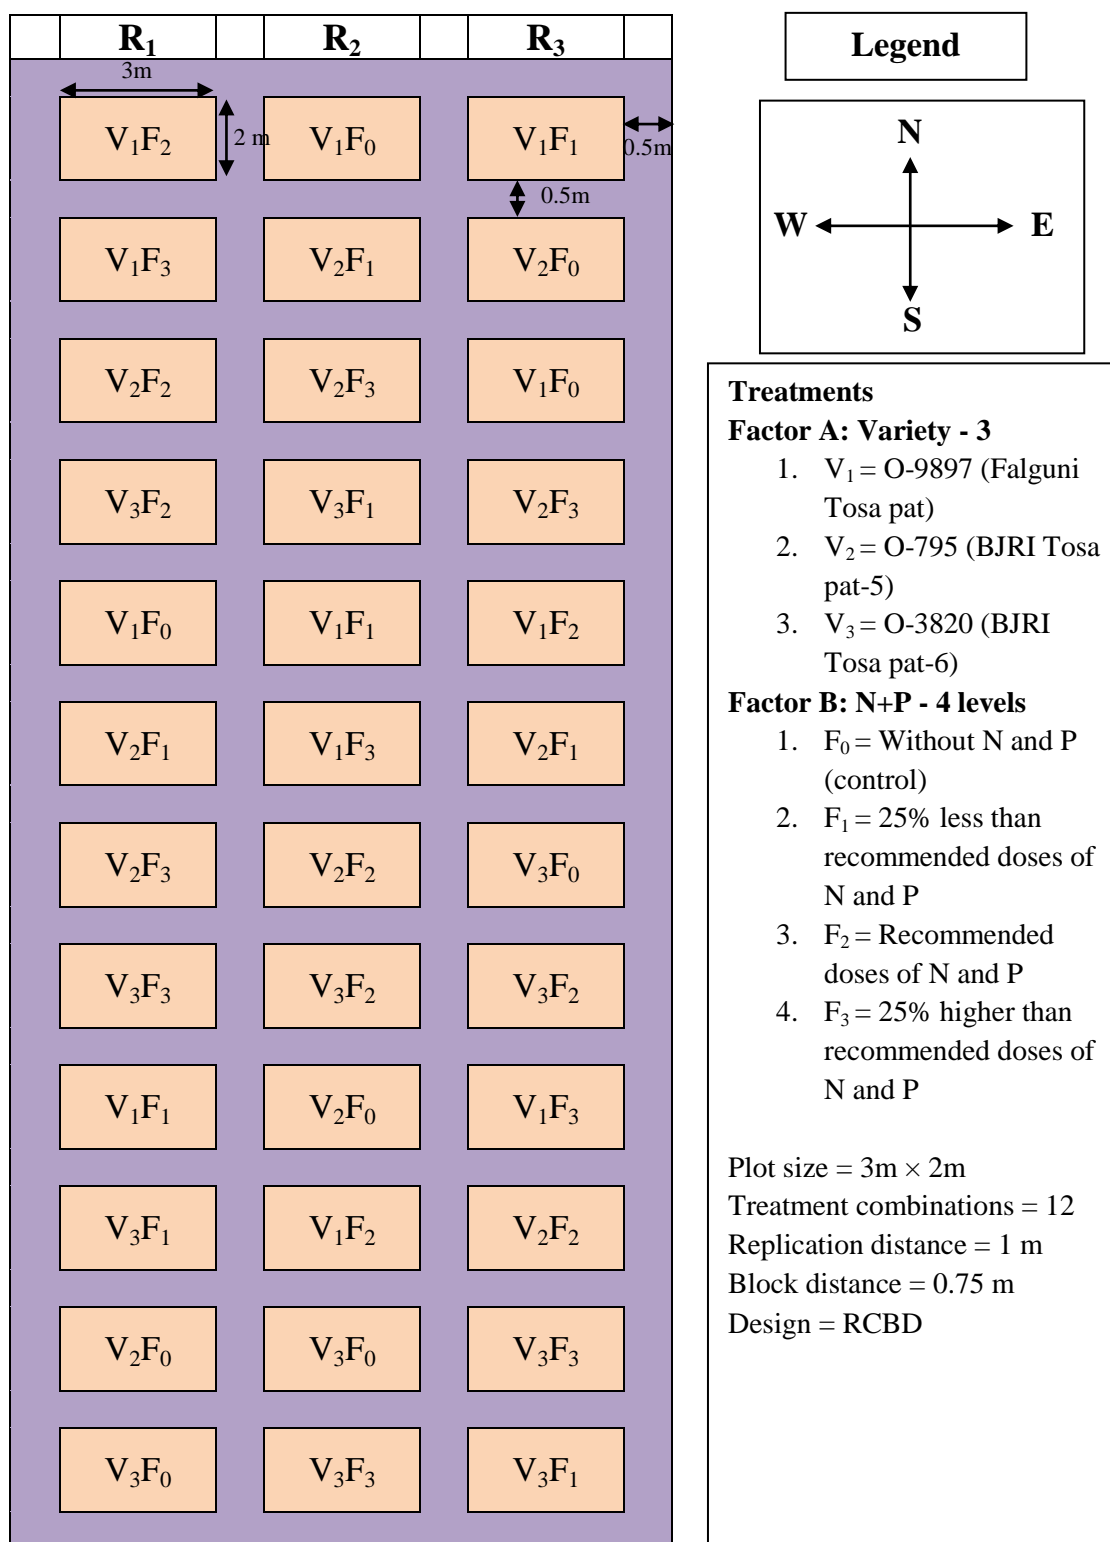 R₁ R₂ R₃
3m
V₁F₂ 2 m V₁F₀ V₁F₁ 0.5m
0.5m
V₁F₃ V₂F₁ V₂F₀
V₂F₂ V₂F₃ V₁F₀
V₃F₂ V₃F₁ V₂F₃
V₁F₀ V₁F₁ V₁F₂
V₂F₁ V₁F₃ V₂F₁
V₂F₃ V₂F₂ V₃F₀
V₃F₃ V₃F₂ V₃F₂
V₁F₁ V₂F₀ V₁F₃
V₃F₁ V₁F₂ V₂F₂
V₂F₀ V₃F₀ V₃F₃
V₃F₀ V₃F₃ V₃F₁
Legend
N
W E
S
Treatments
Factor A: Variety - 3
1. V₁ = O-9897 (Falguni
Tosa pat)
2. V₂ = O-795 (BJRI Tosa
pat-5)
3. V₃ = O-3820 (BJRI
Tosa pat-6)
Factor B: N+P - 4 levels
1. F₀ = Without N and P
(control)
2. F₁ = 25% less than
recommended doses of
N and P
3. F₂ = Recommended
doses of N and P
4. F₃ = 25% higher than
recommended doses of
N and P
Plot size = 3m × 2m
Treatment combinations = 12
Replication distance = 1 m
Block distance = 0.75 m
Design = RCBD